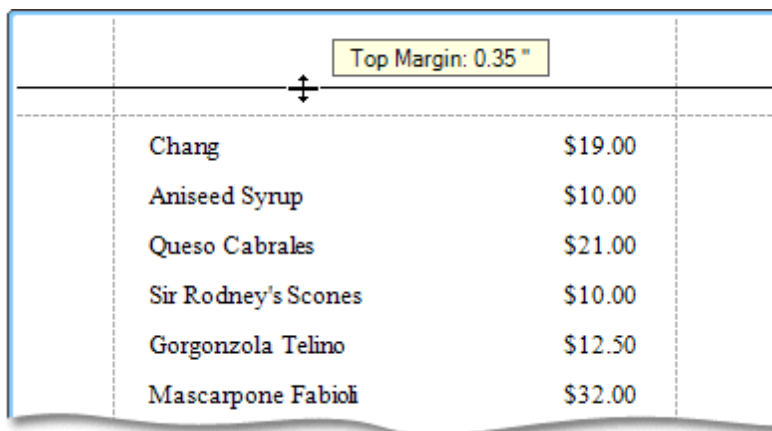 Top Margin: 0.35 "
Chang $19.00
Aniseed Syrup $10.00
Queso Cabrales $21.00
Sir Rodney's Scones $10.00
Gorgonzola Telino $12.50
Mascarpone Fabioli $32.00